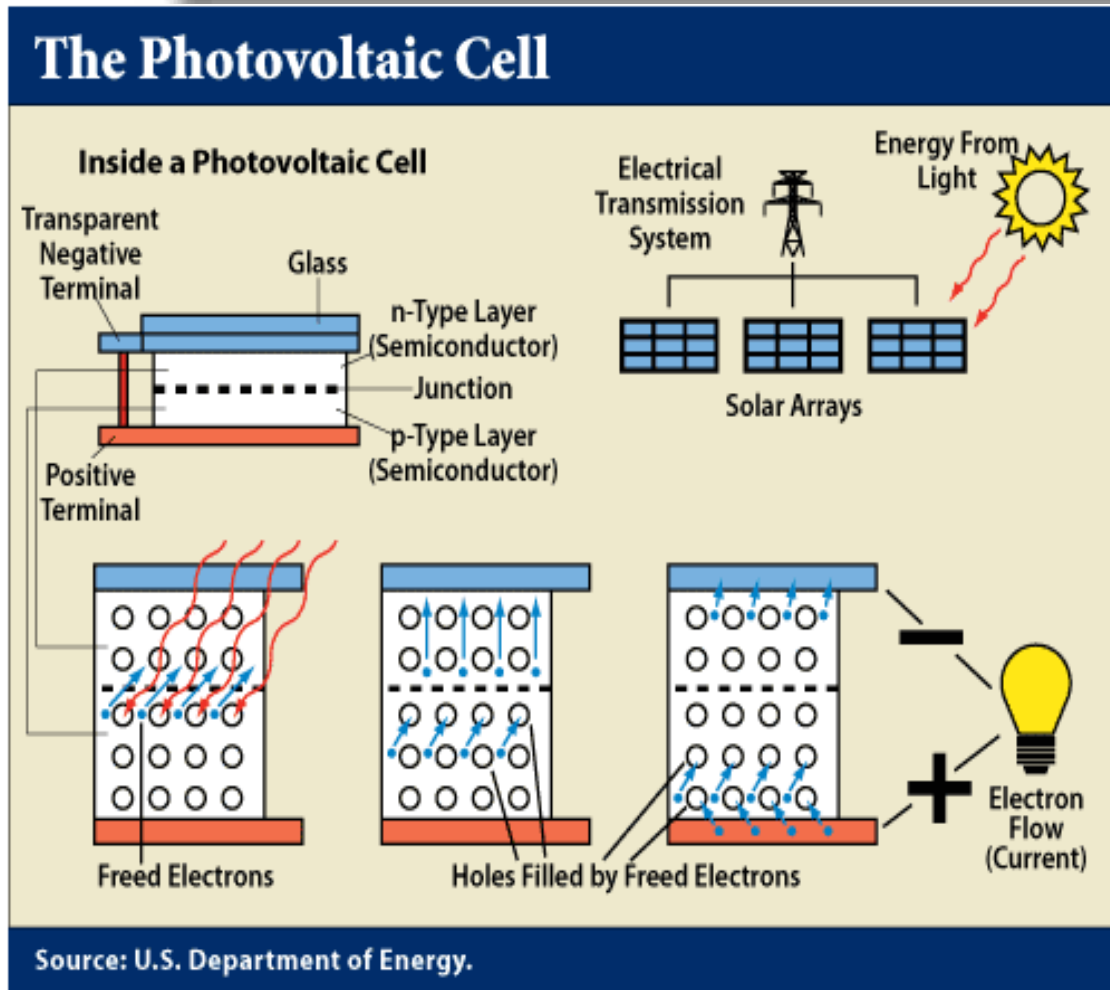 The Photovoltaic Cell
Inside a Photovoltaic Cell
Transparent
Negative
Terminal
Glass
n-Type Layer
(Semiconductor)
Junction
p-Type Layer
(Semiconductor)
Positive
Terminal
Electrical
Transmission
System
Energy From
Light
Solar Arrays
Freed Electrons
Holes Filled by Freed Electrons
Electron
Flow
(Current)
Source: U.S. Department of Energy.